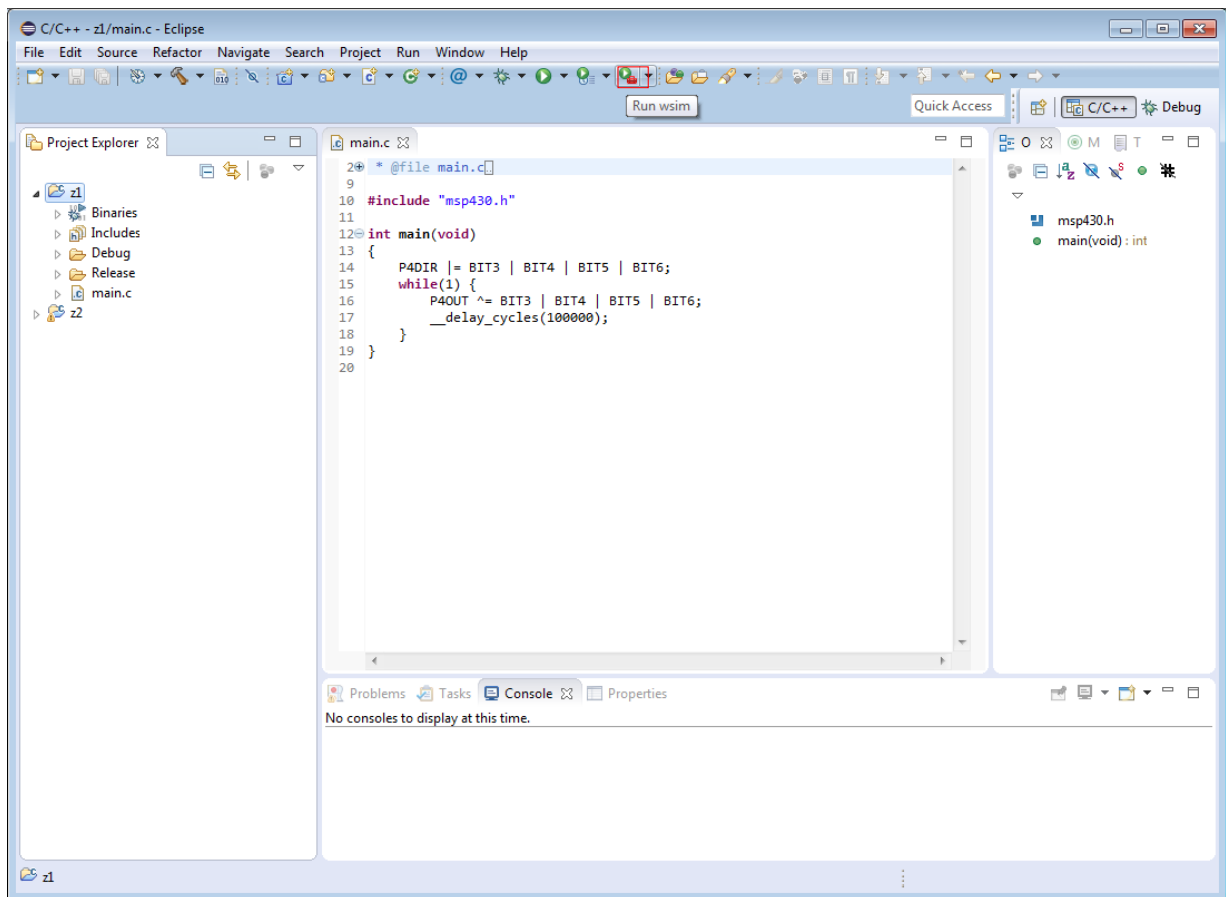 C/C++ - z1/main.c - Eclipse
File Edit Source Refactor Navigate Search Project Run Window Help
010
Run wsim
Quick Access
C/C++
Debug
Project Explorer
z1
Binaries
Includes
Debug
Release
main.c
z2
main.c
2 * @file main.c
9
10 #include "msp430.h"
11
12 int main(void)
13 {
14 P4DIR |= BIT3 | BIT4 | BIT5 | BIT6;
15 while(1) {
16 P4OUT ^= BIT3 | BIT4 | BIT5 | BIT6;
17 __delay_cycles(100000);
18 }
19 }
20
O M T
msp430.h
main(void) : int
Problems Tasks Console Properties
No consoles to display at this time.
z1